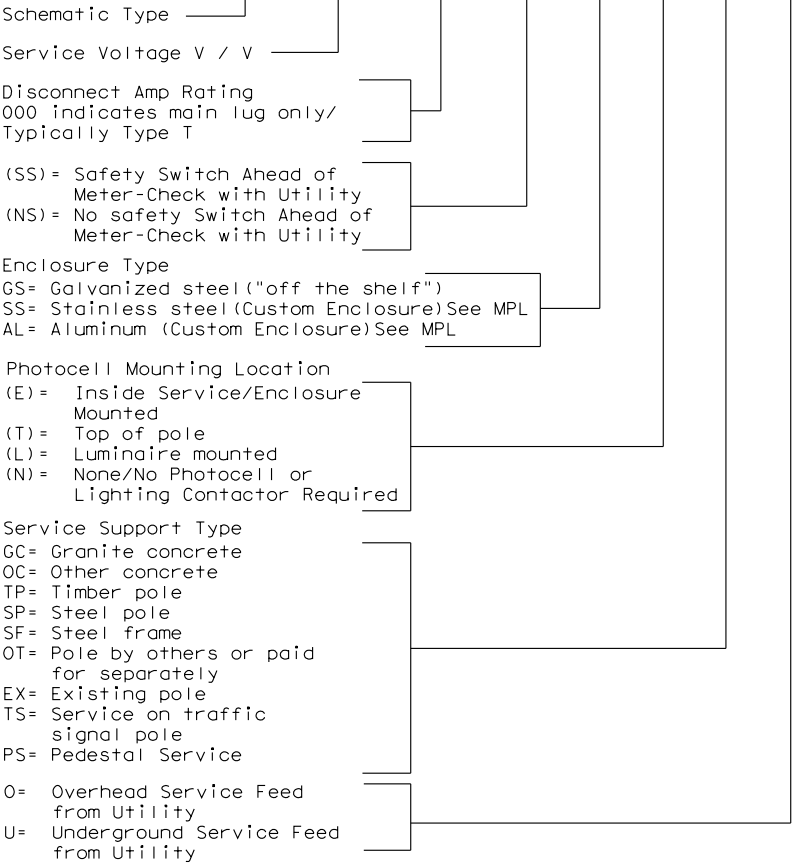 Schematic Type
Service Voltage V / V
Disconnect Amp Rating
000 indicates main lug only/
Typically Type T
(SS)= Safety Switch Ahead of
Meter-Check with Utility
(NS)= No safety Switch Ahead of
Meter-Check with Utility
Enclosure Type
GS= Galvanized steel("off the shelf")
SS= Stainless steel(Custom Enclosure)See MPL
AL= Aluminum (Custom Enclosure)See MPL
Photocell Mounting Location
(E)= Inside Service/Enclosure
Mounted
(T)= Top of pole
(L)= Luminaire mounted
(N)= None/No Photocell or
Lighting Contactor Required
Service Support Type
GC= Granite concrete
OC= Other concrete
TP= Timber pole
SP= Steel pole
SF= Steel frame
OT= Pole by others or paid
for separately
EX= Existing pole
TS= Service on traffic
signal pole
PS= Pedestal Service
O= Overhead Service Feed
from Utility
U= Underground Service Feed
from Utility